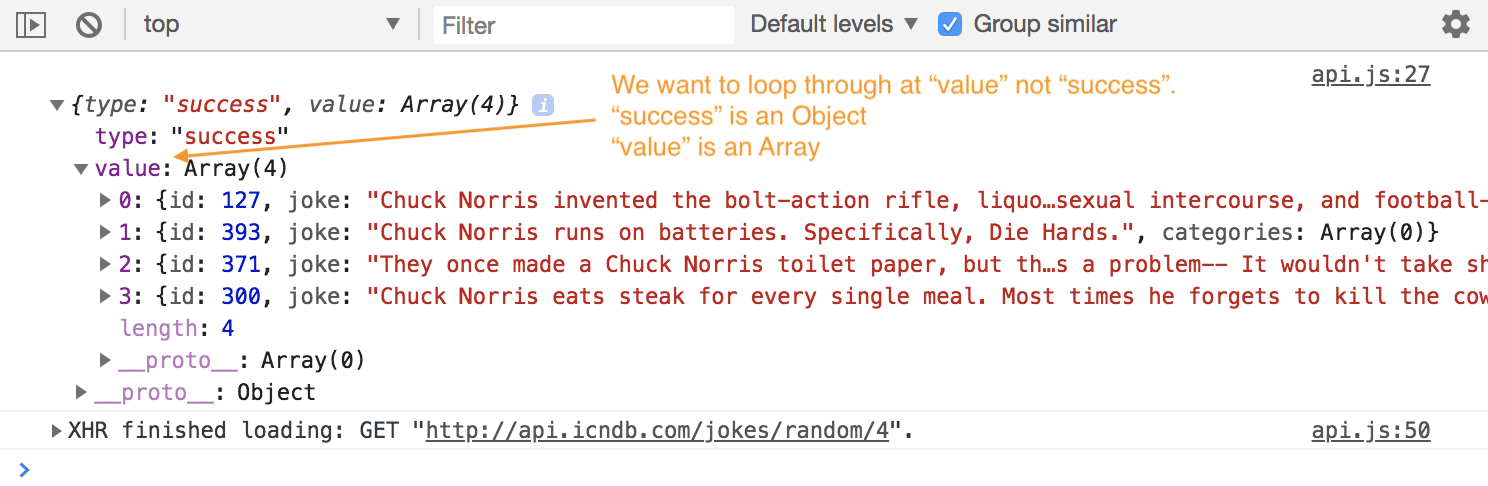 top Filter Default levels Group similar
We want to loop through at “value” not “success”. api.js:27
{type: "success", value: Array(4)} i
“success” is an Object
type: "success"
“value” is an Array
value: Array(4)
0: {id: 127, joke: "Chuck Norris invented the bolt-action rifle, liquo…sexual intercourse, and football-
1: {id: 393, joke: "Chuck Norris runs on batteries. Specifically, Die Hards.", categories: Array(0)}
2: {id: 371, joke: "They once made a Chuck Norris toilet paper, but th…s a problem-- It wouldn't take sh
3: {id: 300, joke: "Chuck Norris eats steak for every single meal. Most times he forgets to kill the cow
length: 4
__proto__: Array(0)
__proto__: Object
XHR finished loading: GET "http://api.icndb.com/jokes/random/4". api.js:50
>